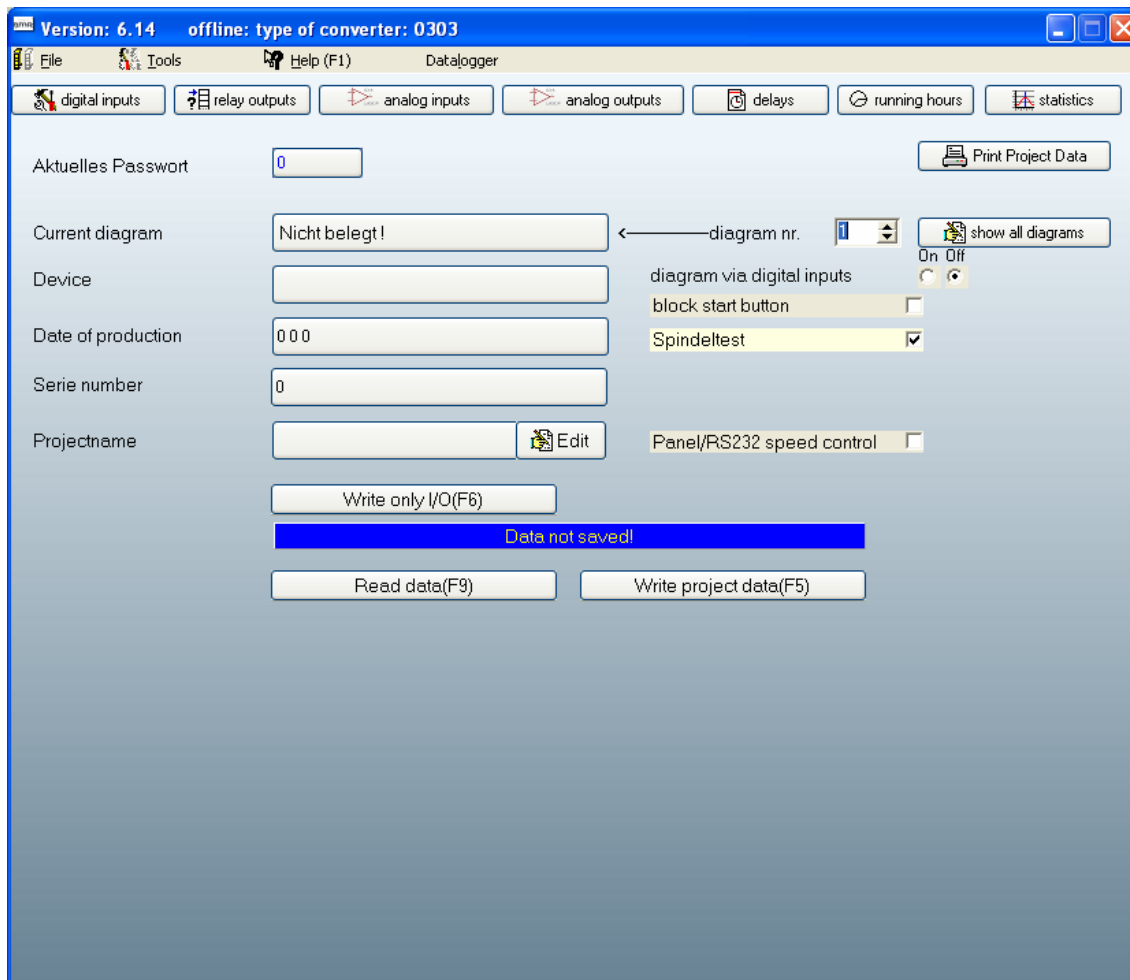 Version: 6.14 offline: type of converter: 0303
File Tools Help (F1) Datalogger
digital inputs relay outputs analog inputs analog outputs delays running hours statistics
Aktuelles Passwort 0 Print Project Data
Current diagram Nicht belegt ! <———— diagram nr. 1 show all diagrams
On Off
Device diagram via digital inputs
block start button
Date of production 0 0 0 Spindeltest
Serie number 0
Projectname Edit Panel/RS232 speed control
Write only I/O(F6)
Data not saved!
Read data(F9) Write project data(F5)